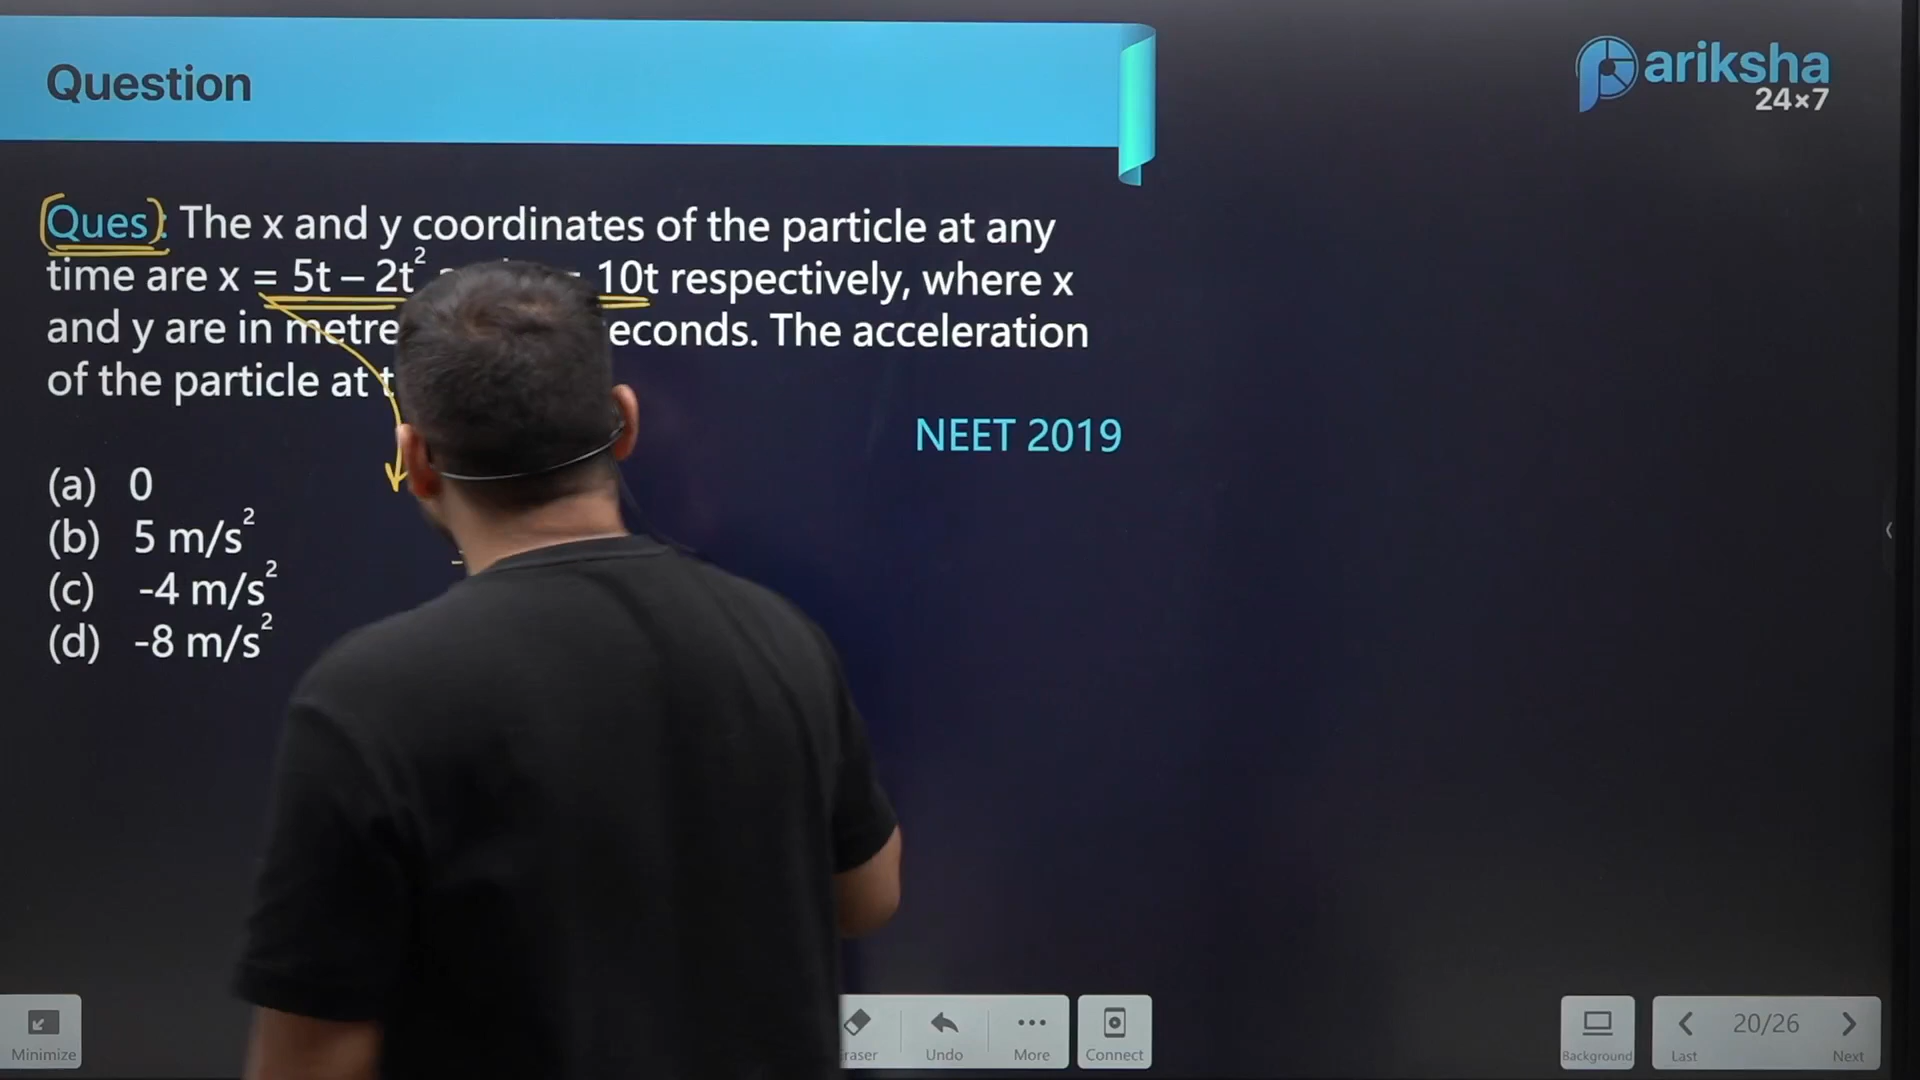 Question
Pariksha
24×7
Ques: The x and y coordinates of the particle at any
time are x = 5t – 2t² 10t respectively, where x
and y are in metre econds. The acceleration
of the particle at t
NEET 2019
(a) 0
(b) 5 m/s²
(c) -4 m/s²
(d) -8 m/s²
Minimize
raser
Undo
More
Connect
Background
Last
20/26
Next